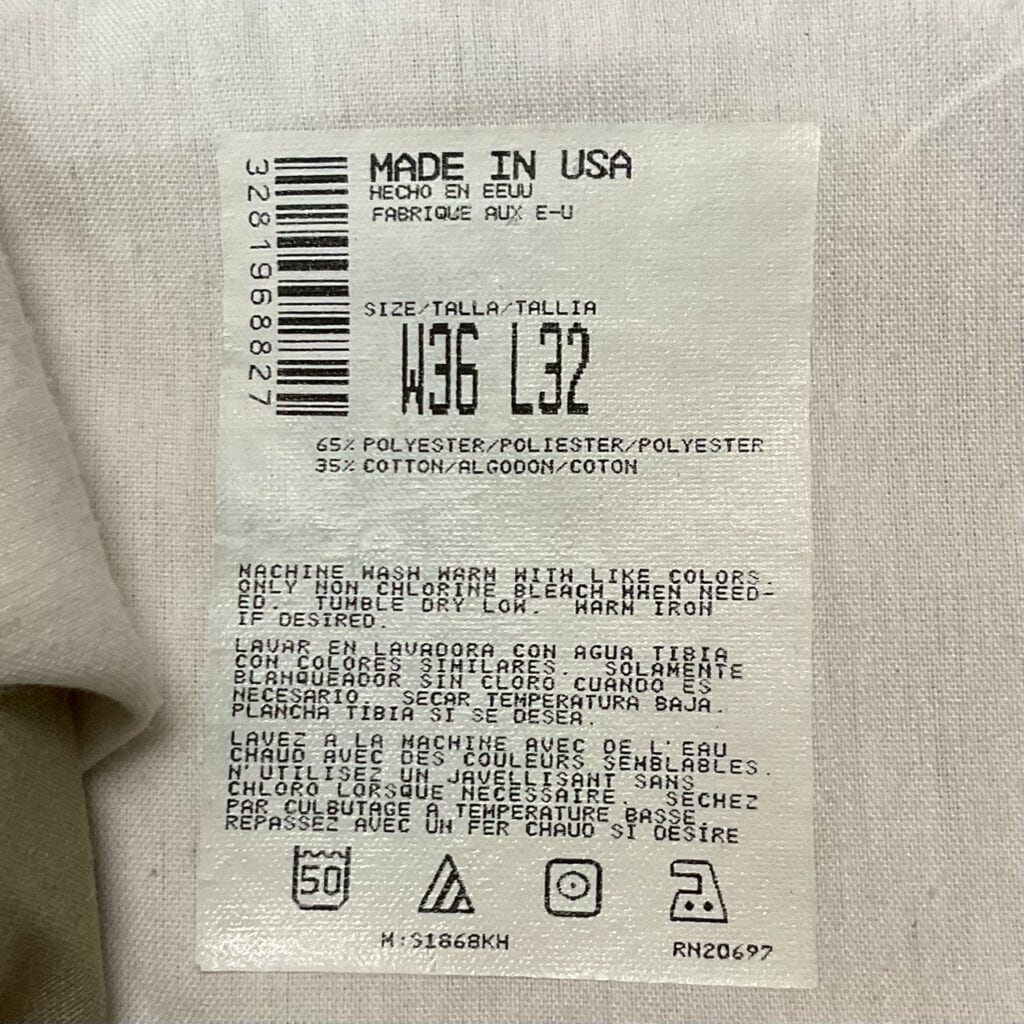 3281968827
MADE IN USA
HECHO EN EEUU
FABRIQUE AUX E-U
SIZE/TALLA/TALLIA
W36 L32
65% POLYESTER/POLIESTER/POLYESTER
35% COTTON/ALGODON/COTON
MACHINE WASH WARM WITH LIKE COLORS.
ONLY NON CHLORINE BLEACH WHEN NEED-
ED. TUMBLE DRY LOW. WARM IRON
IF DESIRED.
LAVAR EN LAVADORA CON AGUA TIBIA
CON COLORES SIMILARES. SOLAMENTE
BLANQUEADOR SIN CLORO CUANDO ES
NECESARIO. SECAR TEMPERATURA BAJA.
PLANCHA TIBIA SI SE DESEA.
LAVEZ A LA MACHINE AVEC DE L'EAU
CHAUD AVEC DES COULEURS SEMBLABLES.
N'UTILISEZ UN JAVELLISANT SANS
CHLORO LORSQUE NECESSAIRE. SECHEZ
PAR CULBUTAGE A TEMPERATURE BASSE.
REPASSEZ AVEC UN FER CHAUD SI DESIRE
50
M:S1868KH
RN20697